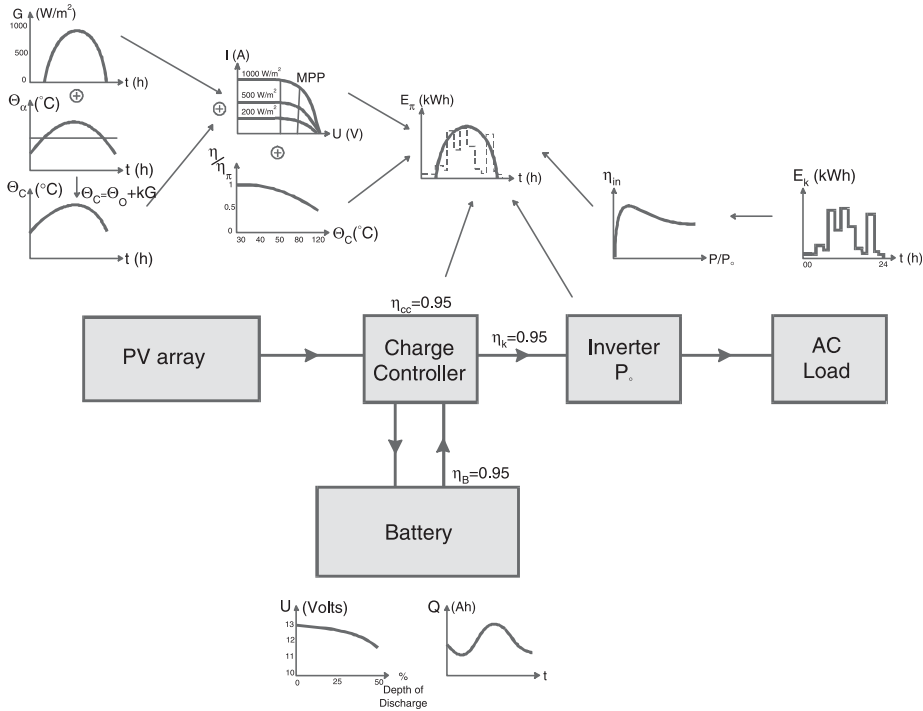 G (W/m²)
1000
500
0
t (h)
⊕
Θα (°C)
t (h)
ΘC=ΘO+kG
ΘC (°C)
t (h)
⊕
I (A)
1000 W/m²
MPP
500 W/m²
200 W/m²
U (V)
⊕
η/ηπ
1
0.5
0
30 40 50 80 120
ΘC(°C)
Eπ (kWh)
t (h)
ηin
P/P○
Ek (kWh)
00
24
t (h)
ηcc=0.95
PV array
Charge
Controller
ηk=0.95
Inverter
P○
AC
Load
ηB=0.95
Battery
U (Volts)
13
12
11
10
0 25 50 %
Depth of
Discharge
Q (Ah)
t